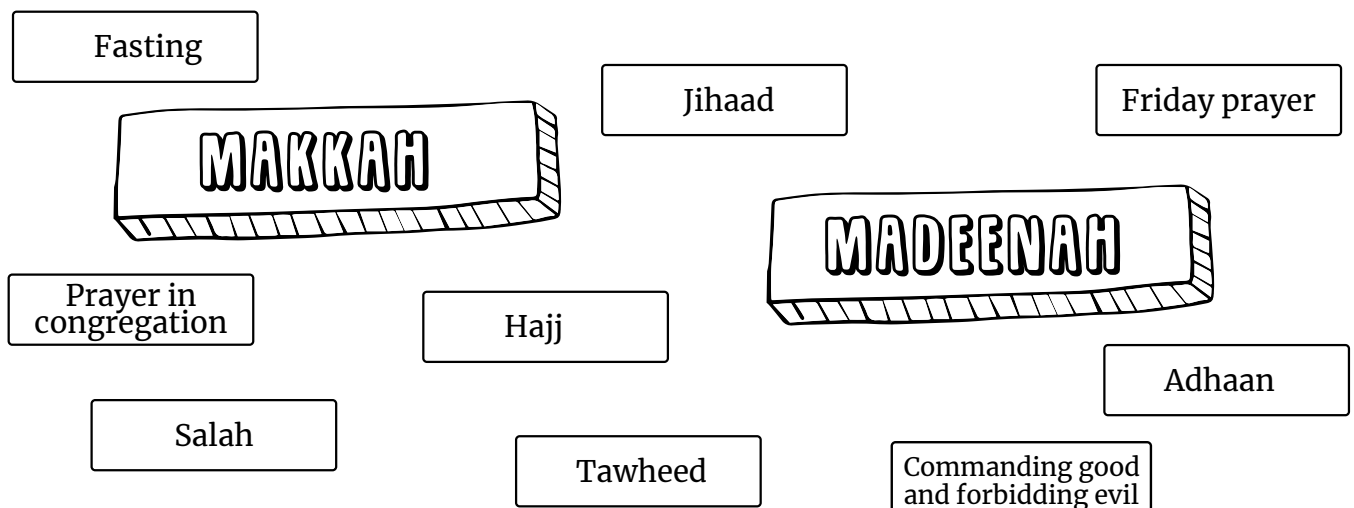 Fasting
Jihaad
Friday prayer
MAKKAH
MADEENAH
Prayer in
congregation
Hajj
Adhaan
Salah
Tawheed
Commanding good
and forbidding evil